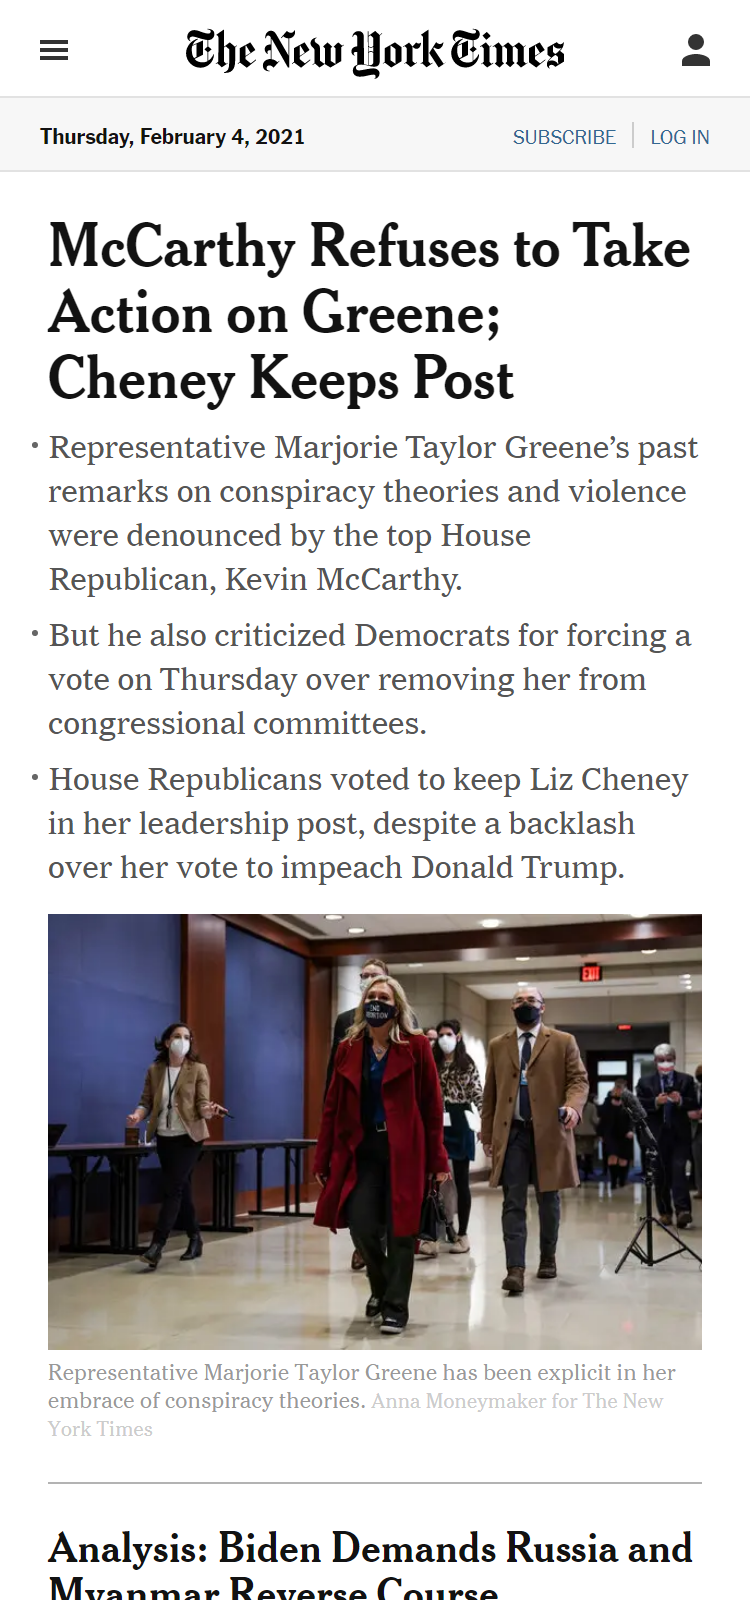 The New York Times
Thursday, February 4, 2021
SUBSCRIBE
LOG IN
McCarthy Refuses to Take
Action on Greene;
Cheney Keeps Post
• Representative Marjorie Taylor Greene’s past
remarks on conspiracy theories and violence
were denounced by the top House
Republican, Kevin McCarthy.
• But he also criticized Democrats for forcing a
vote on Thursday over removing her from
congressional committees.
• House Republicans voted to keep Liz Cheney
in her leadership post, despite a backlash
over her vote to impeach Donald Trump.
EXIT
Representative Marjorie Taylor Greene has been explicit in her
embrace of conspiracy theories. Anna Moneymaker for The New
York Times
Analysis: Biden Demands Russia and
Myanmar Reverse Course